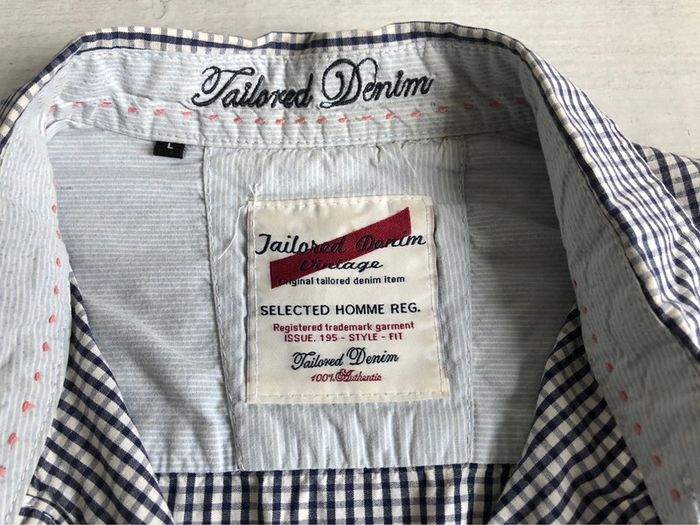 Tailored Denim
L
Tailored Denim
Vintage
original tailored denim item
SELECTED HOMME REG.
Registered trademark garment
ISSUE. 195 - STYLE - FIT
Tailored Denim
100% Authentic